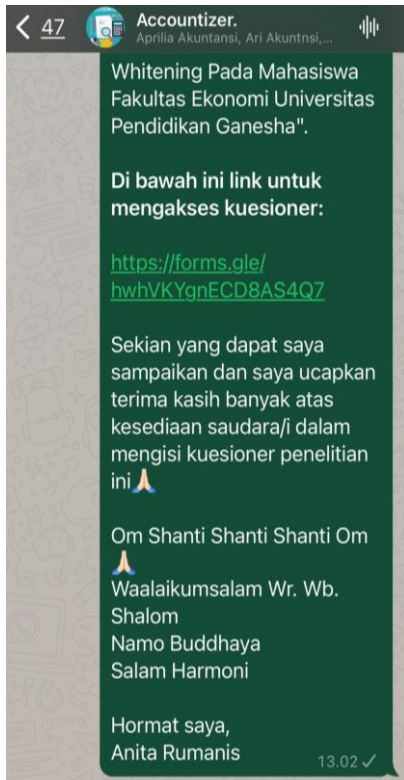 47
Accountizer.
Aprilia Akuntansi, Ari Akuntnsi,...
Whitening Pada Mahasiswa
Fakultas Ekonomi Universitas
Pendidikan Ganesha".
Di bawah ini link untuk
mengakses kuesioner:
https://forms.gle/
hwhVKYgnECD8AS4Q7
Sekian yang dapat saya
sampaikan dan saya ucapkan
terima kasih banyak atas
kesediaan saudara/i dalam
mengisi kuesioner penelitian
ini🙏🏻
Om Shanti Shanti Shanti Om
🙏🏻
Waalaikumsalam Wr. Wb.
Shalom
Namo Buddhaya
Salam Harmoni
Hormat saya,
Anita Rumanis
13.02